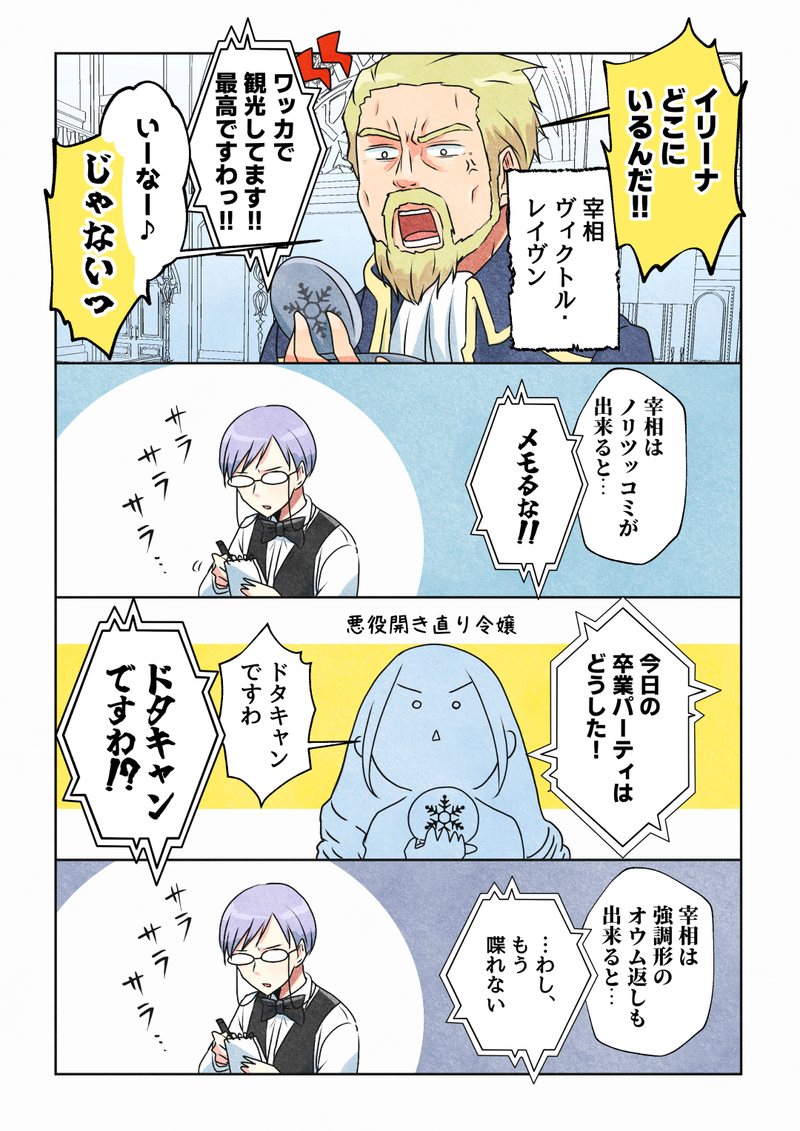 イリーナ
どこに
いるんだ!!
宰相
ヴィクトル・
レイヴン
ワッカで
観光してます!!
最高ですわっ!!
いーなー♪
じゃないっ
宰相は
ノリツッコミが
出来ると…
メモるな!!
サラ
サラ
サラ
サラ…
悪役開き直り令嬢
今日の
卒業パーティは
どうした!
ドタキャン
ですわ
ドタキャン
ですわ!?
宰相は
強調形の
オウム返しも
出来ると…
…わし、
もう
喋れない
サラ
サラ
サラ
サラ…